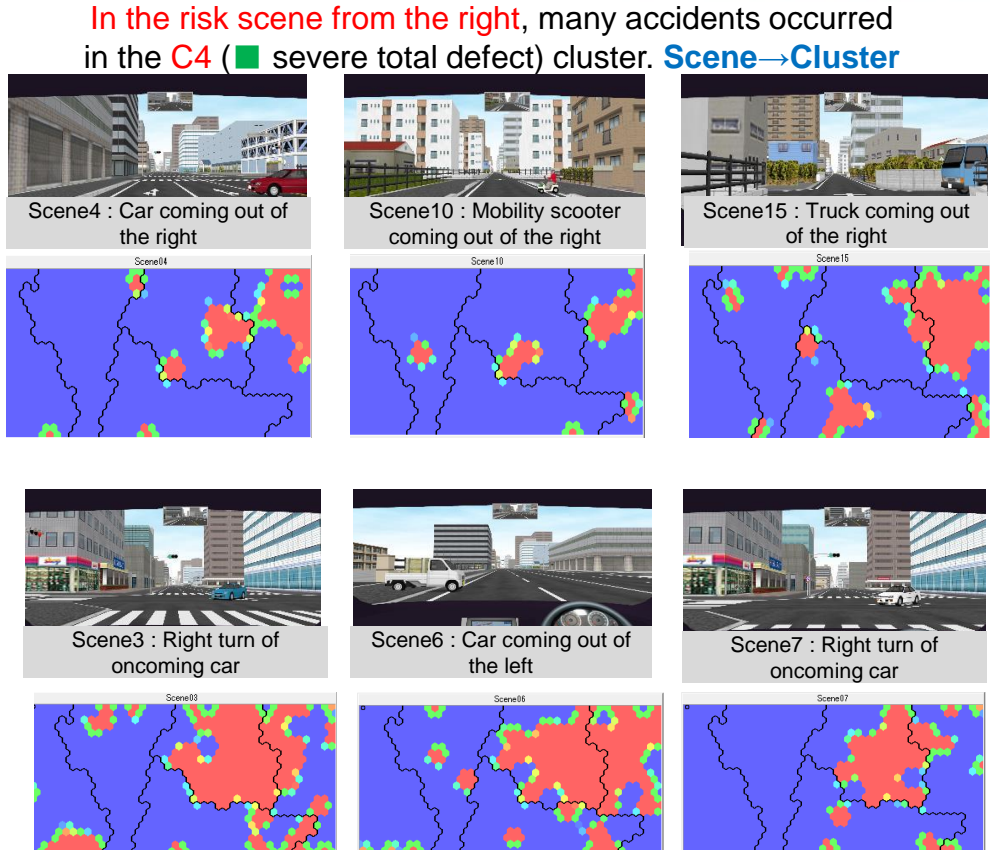 In the risk scene from the right, many accidents occurred
in the C4 (■ severe total defect) cluster. Scene→Cluster
Scene4 : Car coming out of
the right
Scene10 : Mobility scooter
coming out of the right
Scene15 : Truck coming out
of the right
Scene04
Scene10
Scene15
Scene3 : Right turn of
oncoming car
Scene6 : Car coming out of
the left
Scene7 : Right turn of
oncoming car
Scene03
Scene06
Scene07